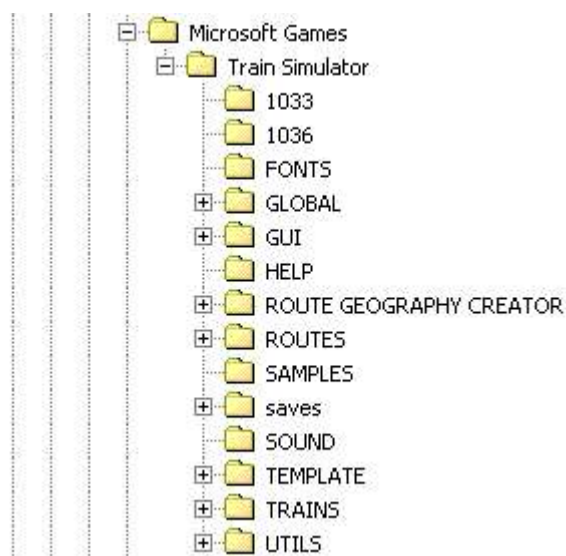 Microsoft Games
Train Simulator
1033
1036
FONTS
GLOBAL
GUI
HELP
ROUTE GEOGRAPHY CREATOR
ROUTES
SAMPLES
saves
SOUND
TEMPLATE
TRAINS
UTILS